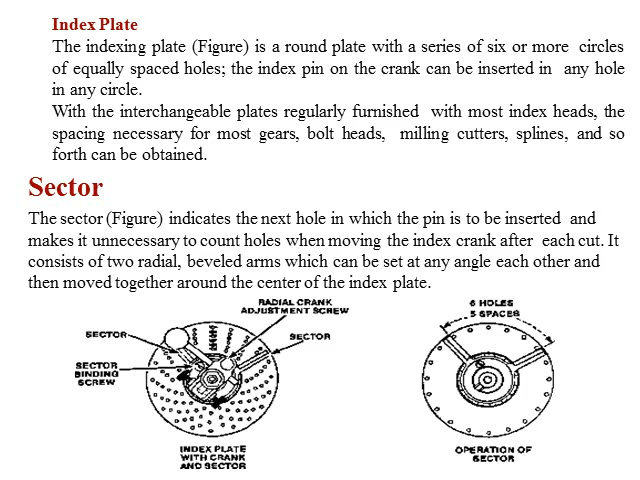 Index Plate
The indexing plate (Figure) is a round plate with a series of six or more circles
of equally spaced holes; the index pin on the crank can be inserted in any hole
in any circle.
With the interchangeable plates regularly furnished with most index heads, the
spacing necessary for most gears, bolt heads, milling cutters, splines, and so
forth can be obtained.
Sector
The sector (Figure) indicates the next hole in which the pin is to be inserted and
makes it unnecessary to count holes when moving the index crank after each cut. It
consists of two radial, beveled arms which can be set at any angle each other and
then moved together around the center of the index plate.
RADIAL CRANK
ADJUSTMENT SCREW
SECTOR
SECTOR
SECTOR
BINDING
SCREW
INDEX PLATE
WITH CRANK
AND SECTOR
6 HOLES
5 SPACES
OPERATION OF
SECTOR